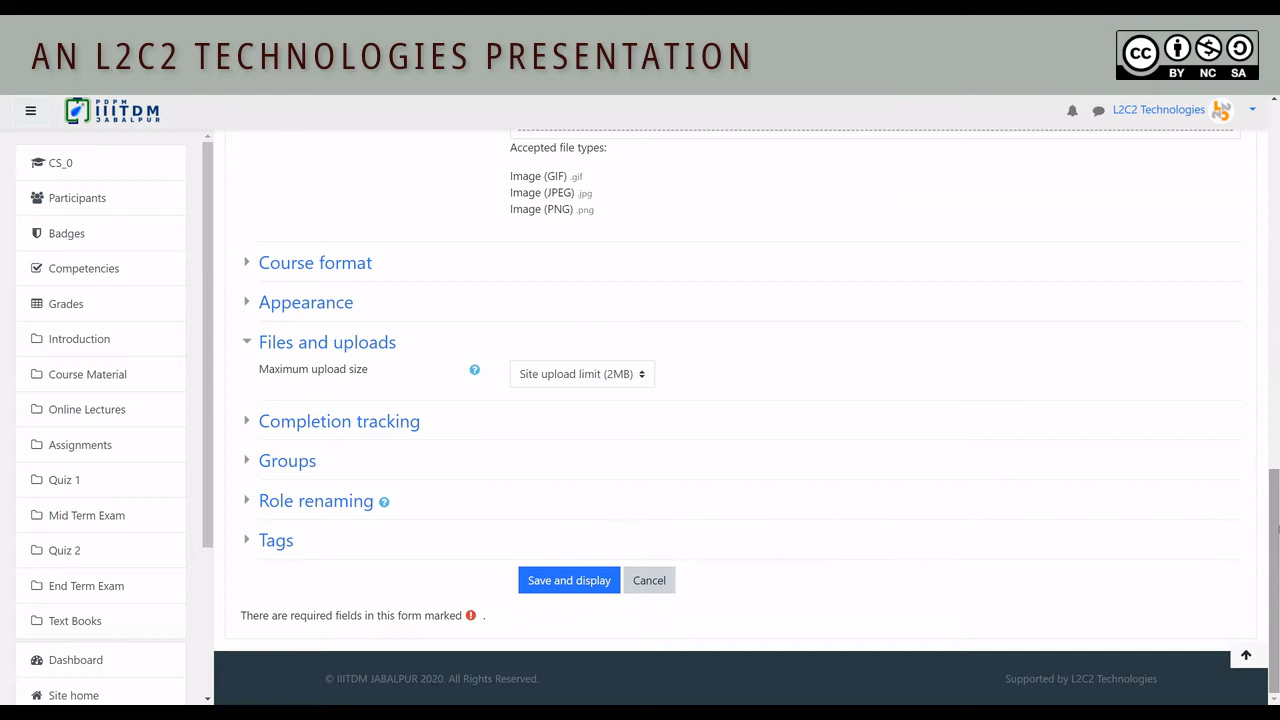 AN L2C2 TECHNOLOGIES PRESENTATION
CC BY NC SA
PDPM
IIITDM
JABALPUR
L2C2 Technologies
CS_0
Participants
Badges
Competencies
Grades
Introduction
Course Material
Online Lectures
Assignments
Quiz 1
Mid Term Exam
Quiz 2
End Term Exam
Text Books
Dashboard
Site home
Accepted file types:
Image (GIF) .gif
Image (JPEG) .jpg
Image (PNG) .png
Course format
Appearance
Files and uploads
Maximum upload size ? Site upload limit (2MB)
Completion tracking
Groups
Role renaming ?
Tags
Save and display Cancel
There are required fields in this form marked ! .
© IIITDM JABALPUR 2020. All Rights Reserved. Supported by L2C2 Technologies